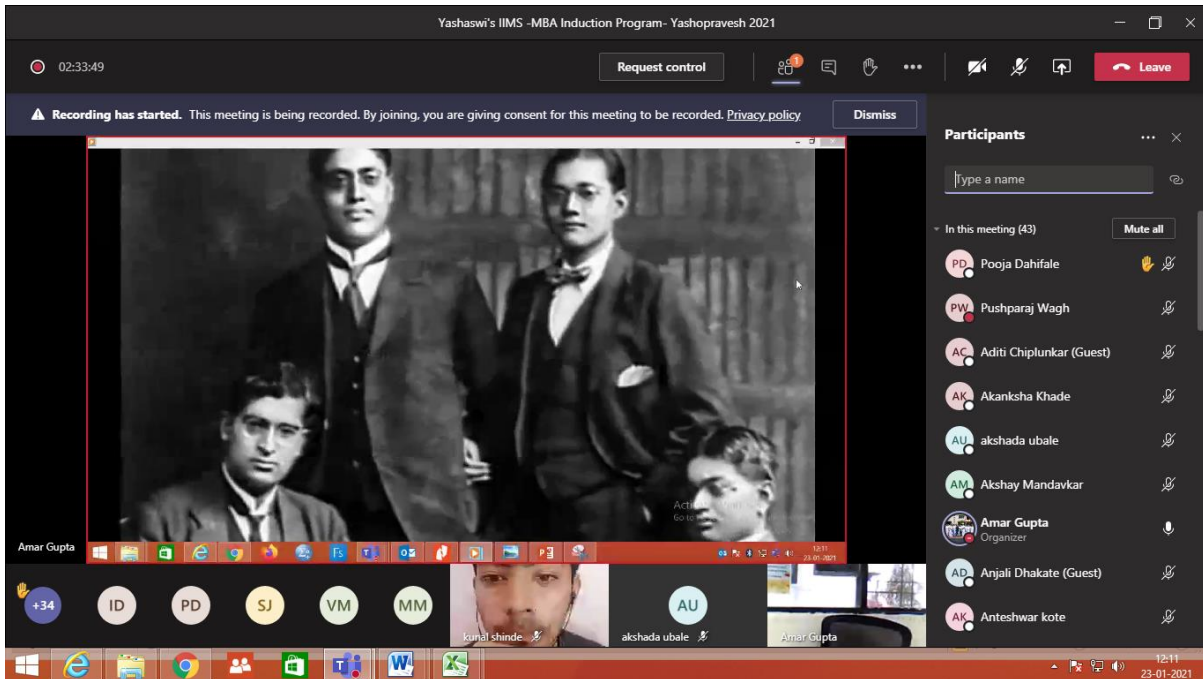 Yashaswi's IIMS -MBA Induction Program- Yashopravesh 2021
02:33:49
Request control
1
Leave
Recording has started. This meeting is being recorded. By joining, you are giving consent for this meeting to be recorded. Privacy policy
Dismiss
Participants
Type a name
In this meeting (43)
Mute all
PD Pooja Dahifale
PW Pushparaj Wagh
AC Aditi Chiplunkar (Guest)
AK Akanksha Khade
AU akshada ubale
AM Akshay Mandavkar
Amar Gupta
Organizer
AD Anjali Dhakate (Guest)
AK Anteshwar kote
Amar Gupta
12:11
23-01-2021
+34
ID
PD
SJ
VM
MM
kunal shinde
AU
akshada ubale
Amar Gupta
12:11
23-01-2021